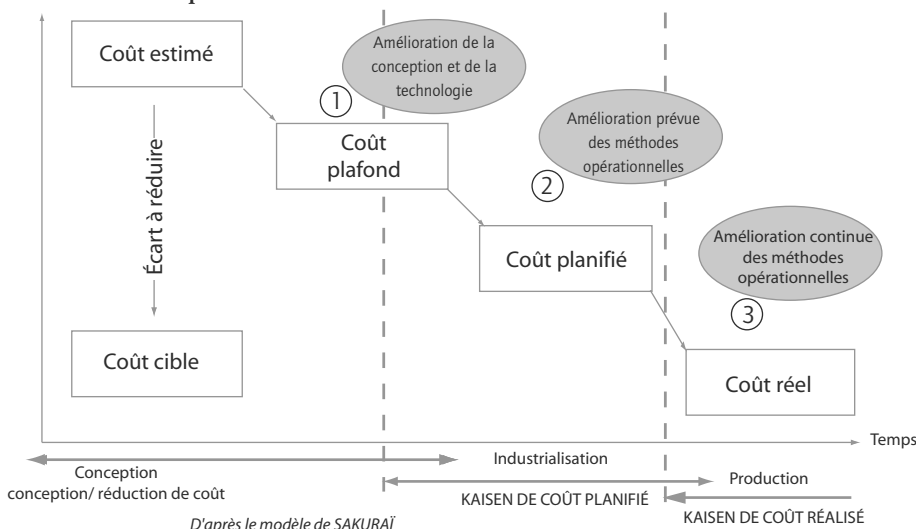 Coût estimé
Amélioration de la
conception et de la
technologie
1
Coût
plafond
Amélioration prévue
des méthodes
opérationnelles
2
Écart à réduire
Coût planifié
Amélioration continue
des méthodes
opérationnelles
3
Coût cible
Coût réel
Temps
Conception
conception/ réduction de coût
Industrialisation
Production
KAISEN DE COÛT PLANIFIÉ
KAISEN DE COÛT RÉALISÉ
D'après le modèle de SAKURAÏ